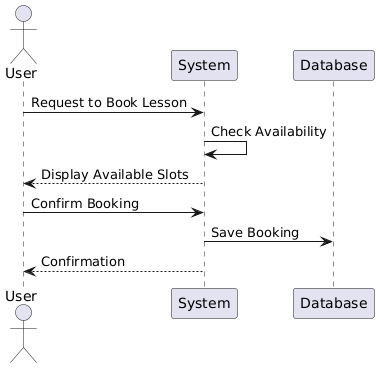 User
System
Database
Request to Book Lesson
Check Availability
Display Available Slots
Confirm Booking
Save Booking
Confirmation
User
System
Database